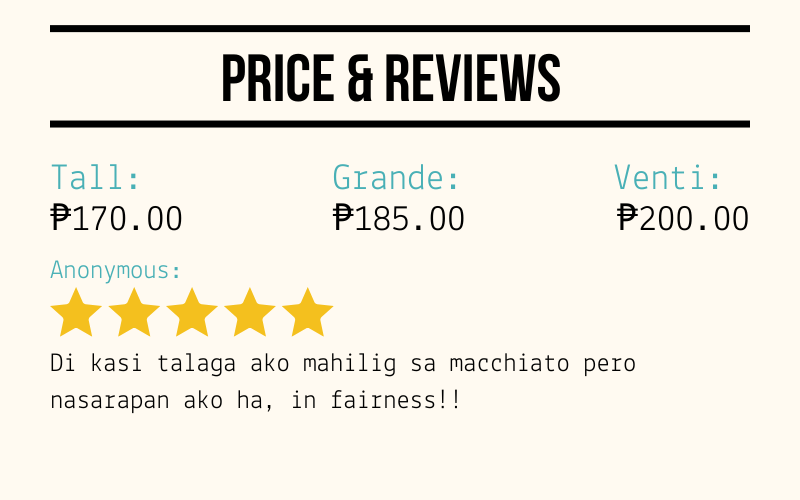 PRICE & REVIEWS
Tall: Grande: Venti:
₱170.00 ₱185.00 ₱200.00
Anonymous:
Di kasi talaga ako mahilig sa macchiato pero
nasarapan ako ha, in fairness!!